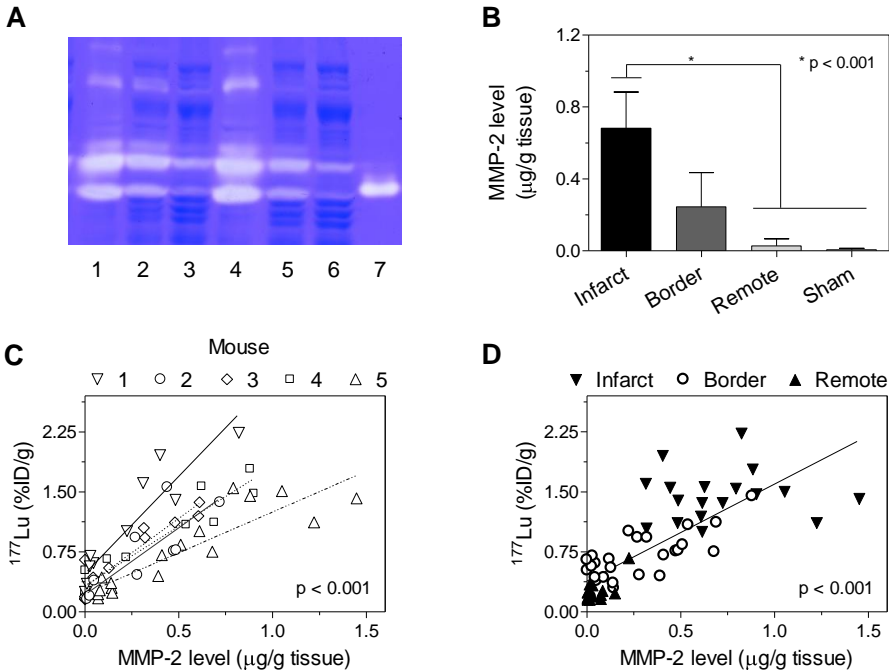 A
1 2 3 4 5 6 7
B
MMP-2 level
(μg/g tissue)
1.2
0.8
0.4
0.0
*
* p < 0.001
Infarct
Border
Remote
Sham
C
Mouse
1 2 3 4 5
177Lu (%ID/g)
2.25
1.50
0.75
0.00
p < 0.001
0.0 0.5 1.0 1.5
MMP-2 level (μg/g tissue)
D
Infarct Border Remote
177Lu (%ID/g)
2.25
1.50
0.75
0.00
p < 0.001
0.0 0.5 1.0 1.5
MMP-2 level (μg/g tissue)